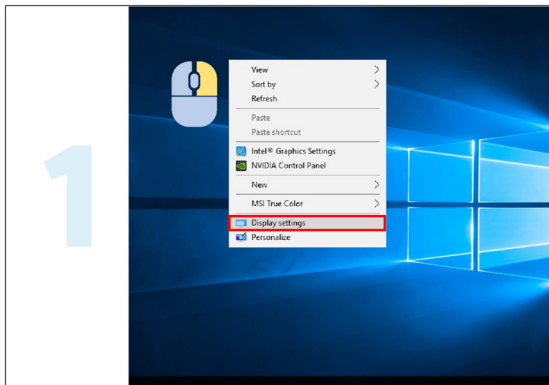 1
View
Sort by
Refresh
Paste
Paste shortcut
Intel® Graphics Settings
NVIDIA Control Panel
New
MSI True Color
Display settings
Personalize